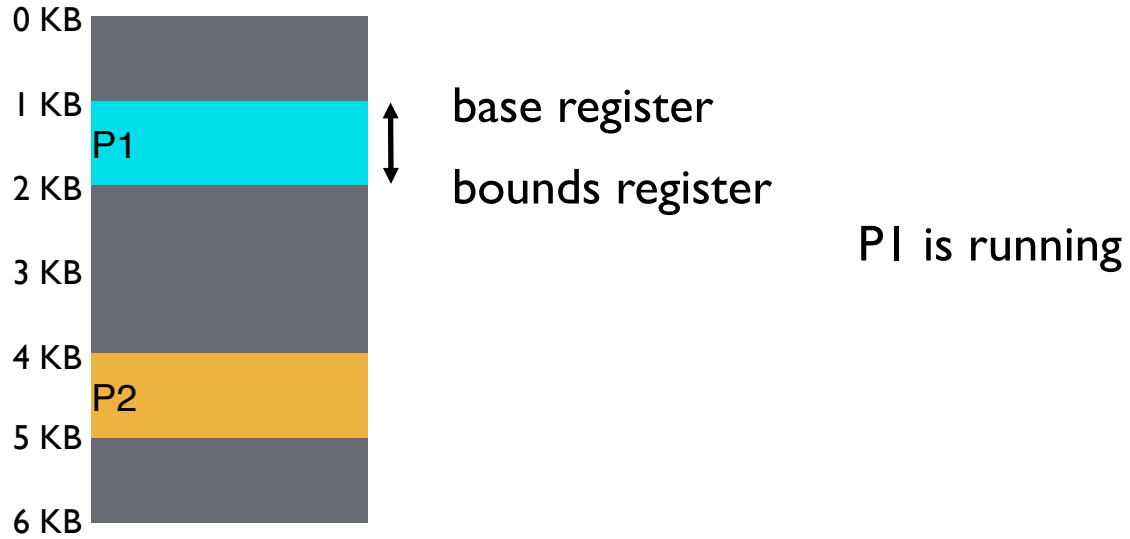 0 KB
1 KB
base register
P1
2 KB
bounds register
P1 is running
3 KB
4 KB
P2
5 KB
6 KB